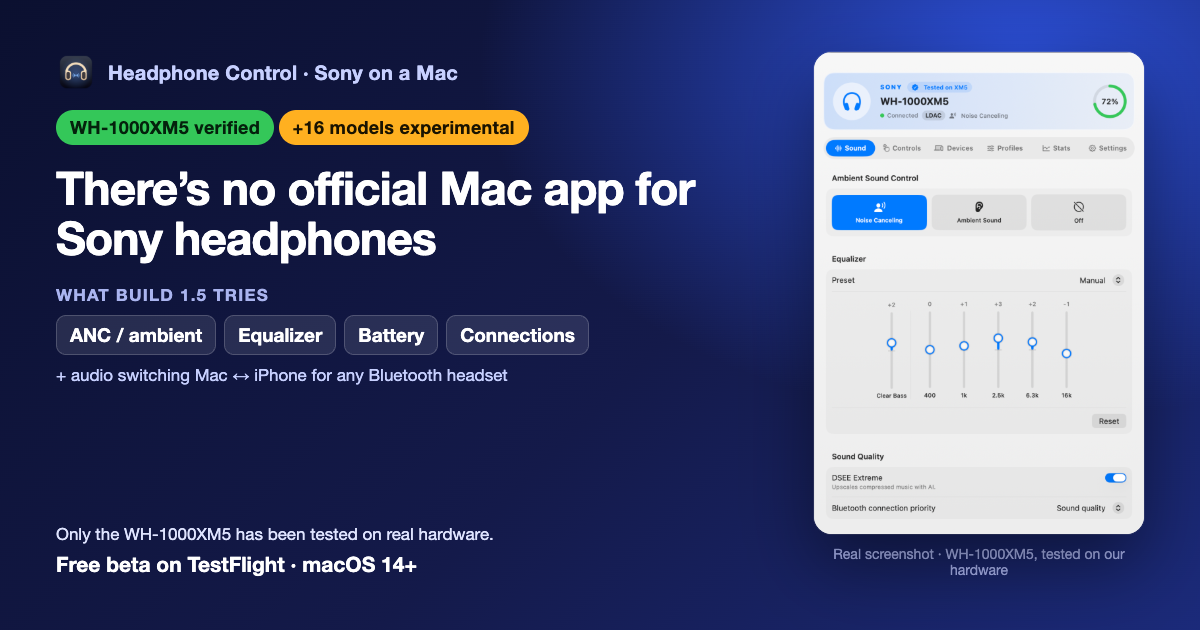 Headphone Control · Sony on a Mac
WH-1000XM5 verified
+16 models experimental
There’s no official Mac app for
Sony headphones
WHAT BUILD 1.5 TRIES
ANC / ambient
Equalizer
Battery
Connections
+ audio switching Mac ↔ iPhone for any Bluetooth headset
Only the WH-1000XM5 has been tested on real hardware.
Free beta on TestFlight · macOS 14+
SONY
Tested on XM5
WH-1000XM5
Connected
LDAC
Noise Canceling
72%
Sound
Controls
Devices
Profiles
Stats
Settings
Ambient Sound Control
Noise Canceling
Ambient Sound
Off
Equalizer
Preset
Manual
+2
0
+1
+3
+2
-1
Clear Bass
400
1k
2.5k
6.3k
16k
Reset
Sound Quality
DSEE Extreme
Upscales compressed music with AI.
Bluetooth connection priority
Sound quality
Real screenshot · WH-1000XM5, tested on our
hardware